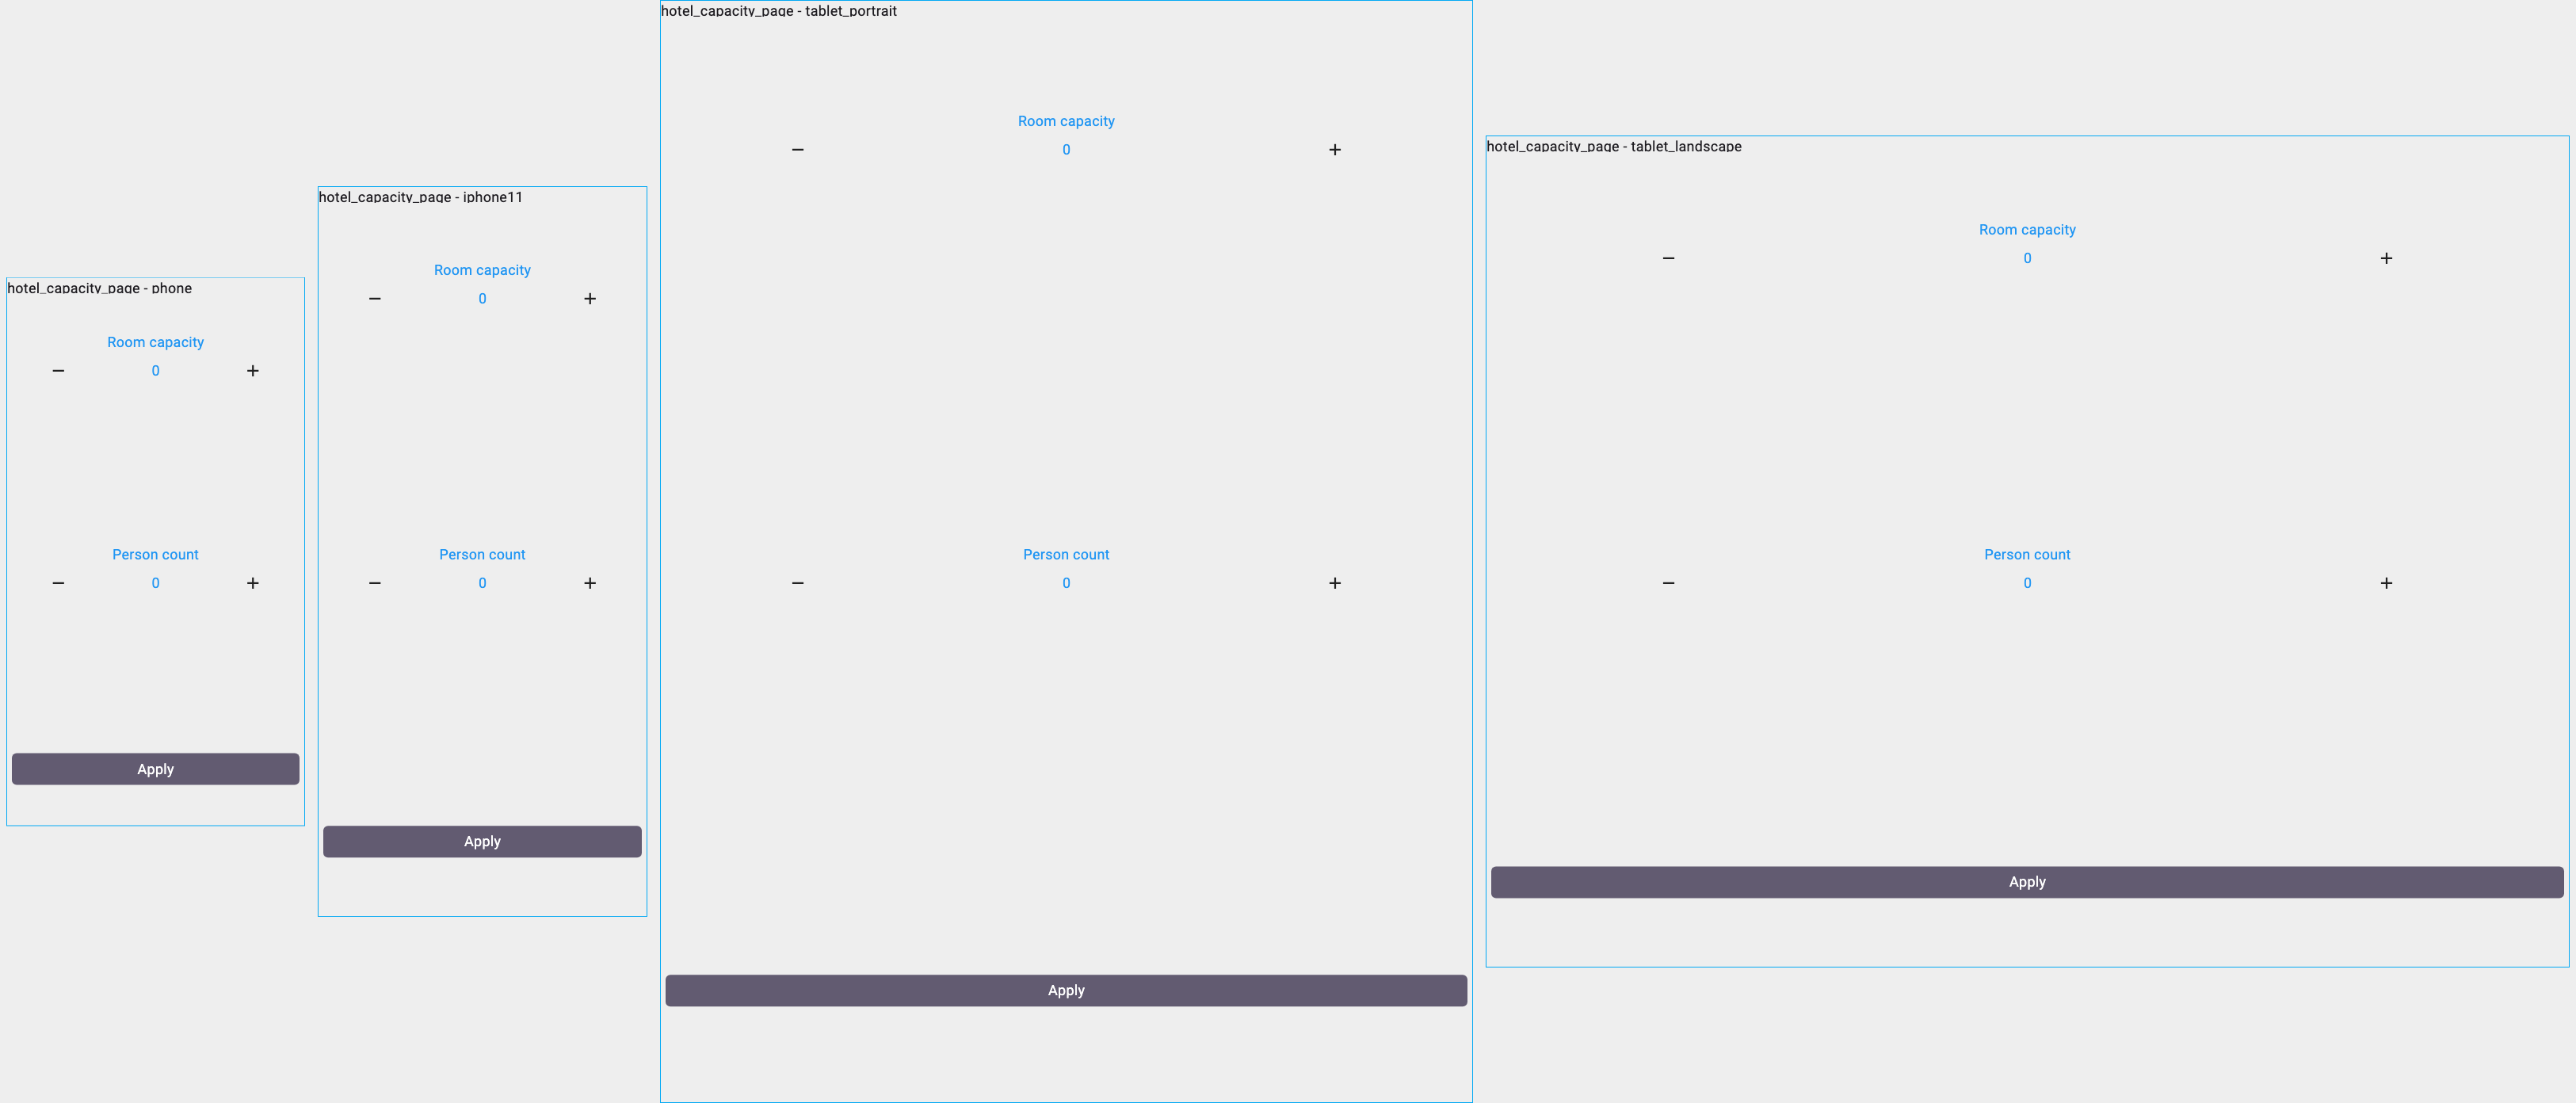 hotel_capacity_page - phone
Room capacity
− 0 +
Person count
− 0 +
Apply
hotel_capacity_page - iphone11
Room capacity
− 0 +
Person count
− 0 +
Apply
hotel_capacity_page - tablet_portrait
Room capacity
− 0 +
Person count
− 0 +
Apply
hotel_capacity_page - tablet_landscape
Room capacity
− 0 +
Person count
− 0 +
Apply